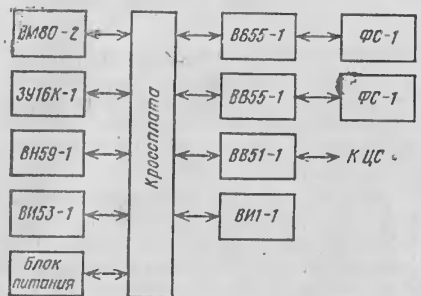 ВМ80-2
ЗУ16К-1
ВН59-1
ВИ53-1
Блок
питания
Кроссплата
ВБ55-1
ВВ55-1
ВВ51-1
ВИ1-1
ФС-1
ФС-1
К ЦС